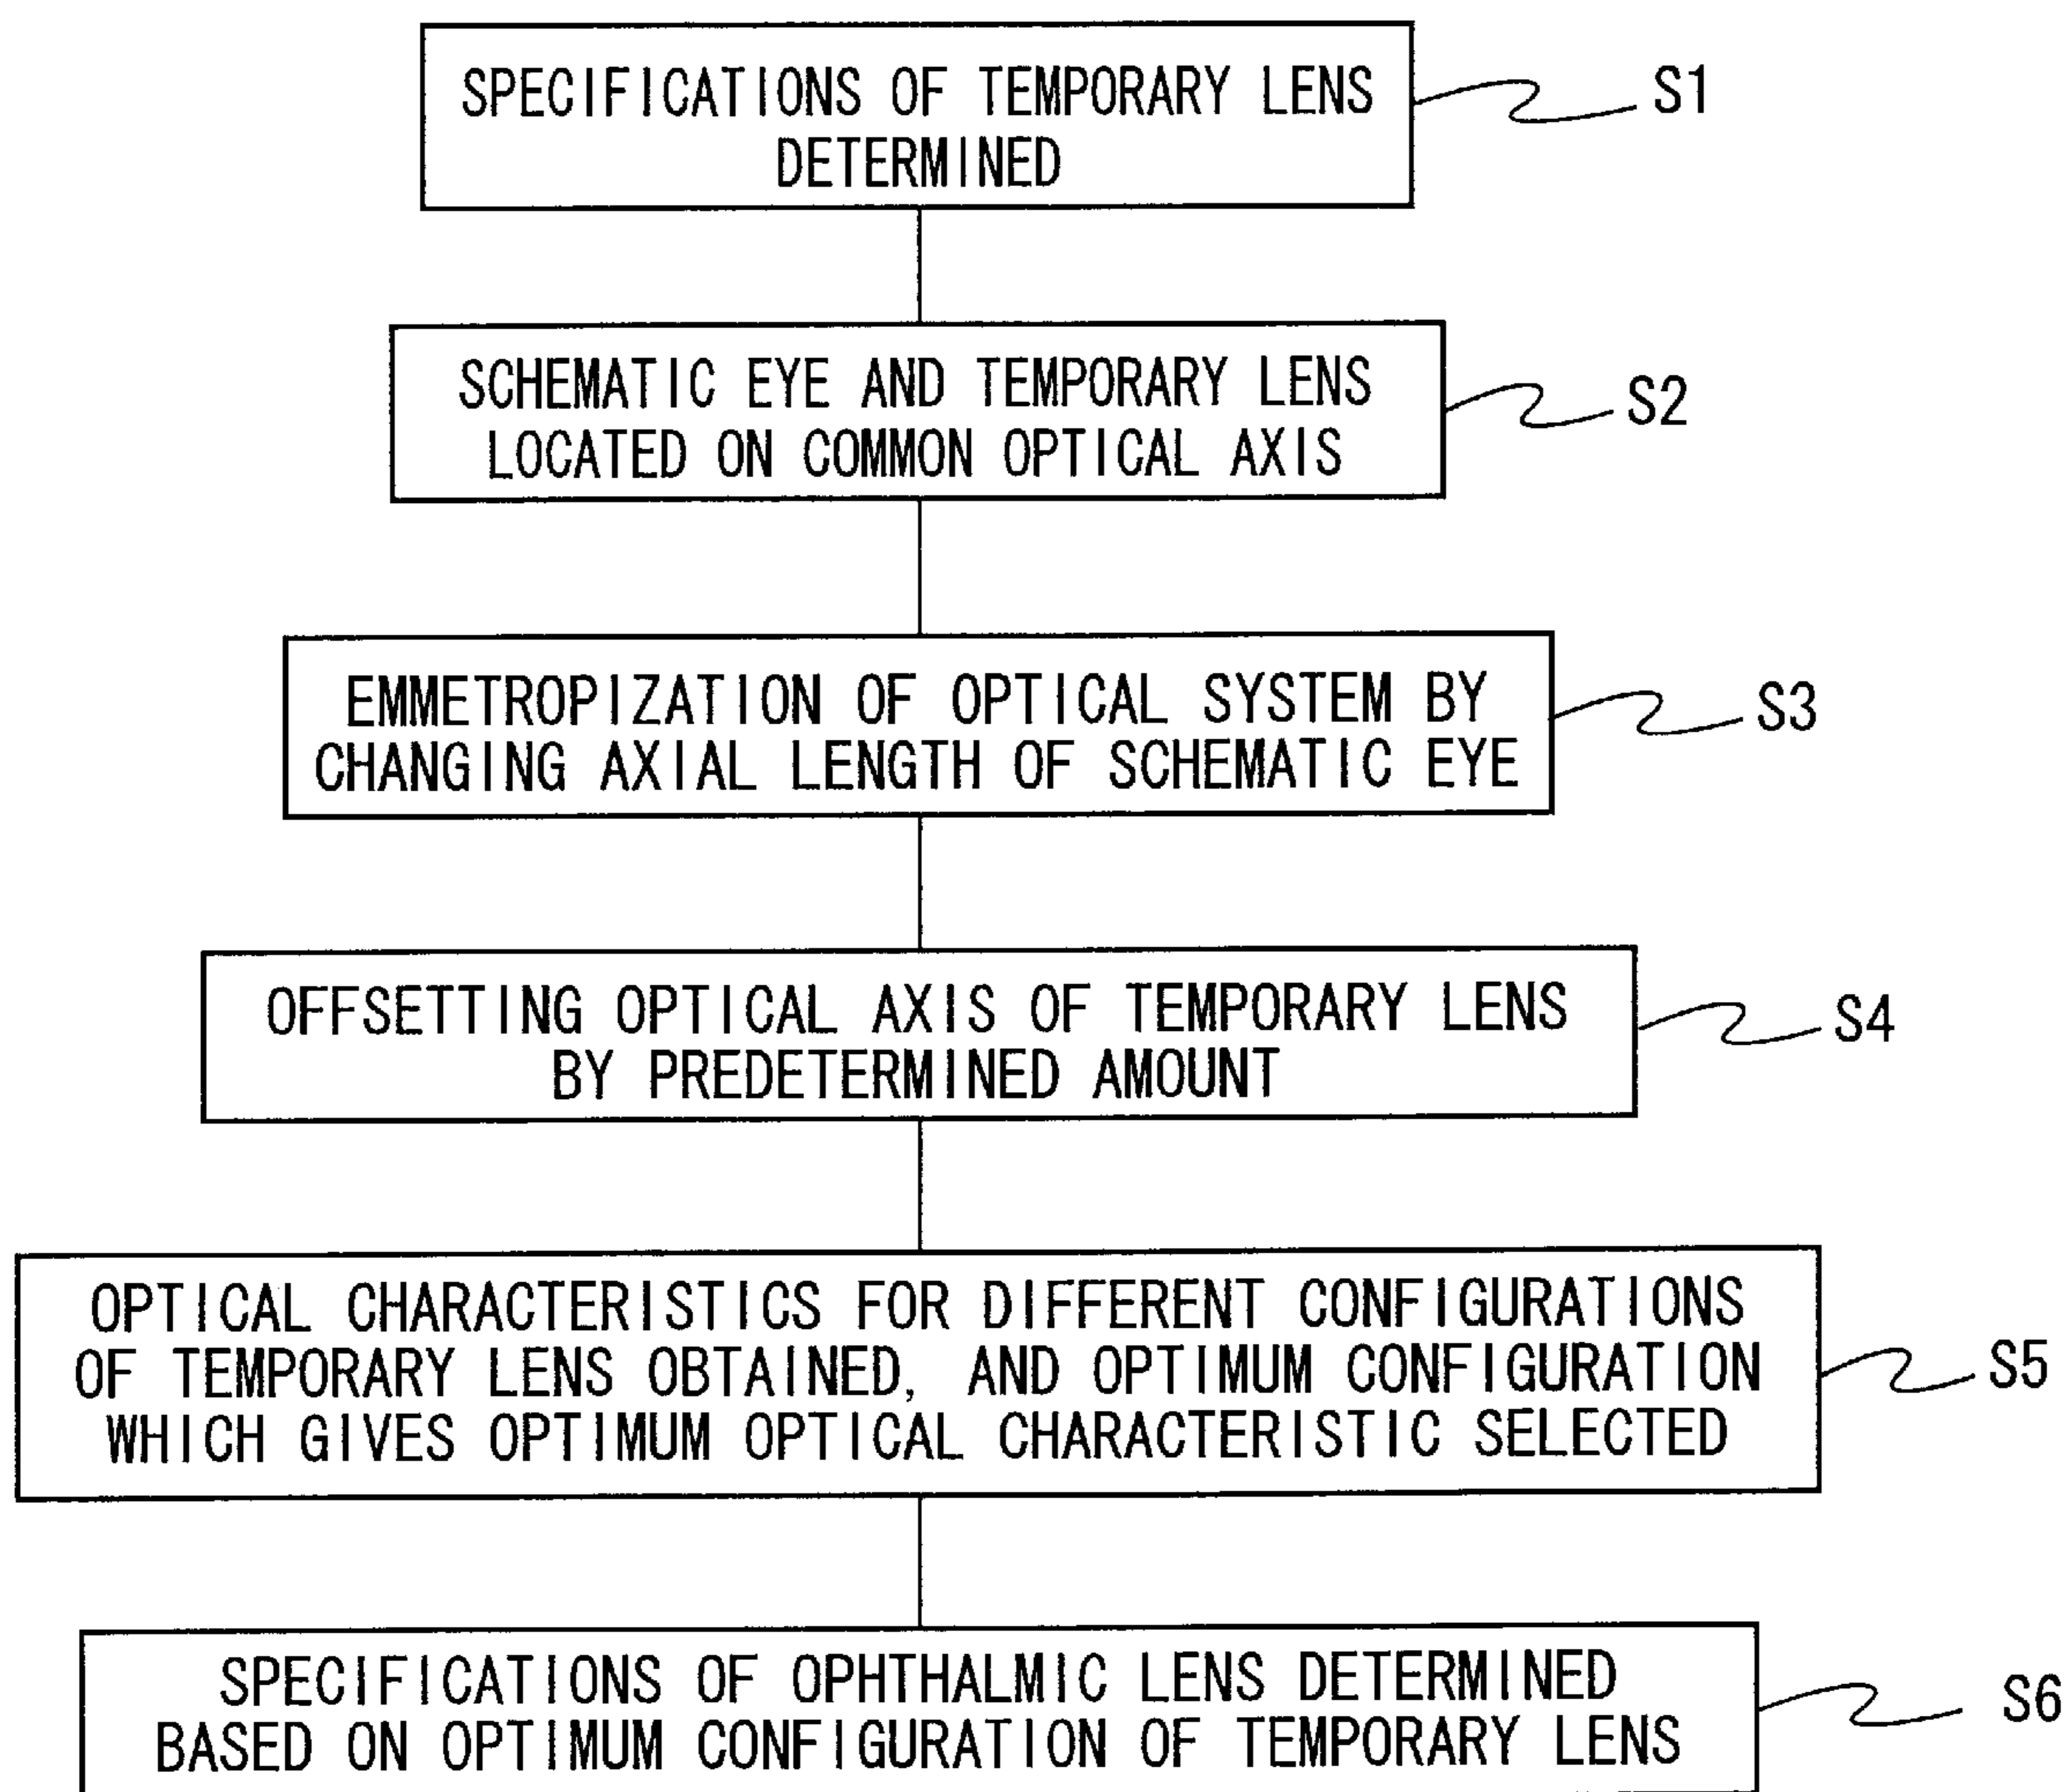 SPECIFICATIONS OF TEMPORARY LENS
DETERMINED
S1
SCHEMATIC EYE AND TEMPORARY LENS
LOCATED ON COMMON OPTICAL AXIS
S2
EMMETROPIZATION OF OPTICAL SYSTEM BY
CHANGING AXIAL LENGTH OF SCHEMATIC EYE
S3
OFFSETTING OPTICAL AXIS OF TEMPORARY LENS
BY PREDETERMINED AMOUNT
S4
OPTICAL CHARACTERISTICS FOR DIFFERENT CONFIGURATIONS
OF TEMPORARY LENS OBTAINED, AND OPTIMUM CONFIGURATION
WHICH GIVES OPTIMUM OPTICAL CHARACTERISTIC SELECTED
S5
SPECIFICATIONS OF OPHTHALMIC LENS DETERMINED
BASED ON OPTIMUM CONFIGURATION OF TEMPORARY LENS
S6